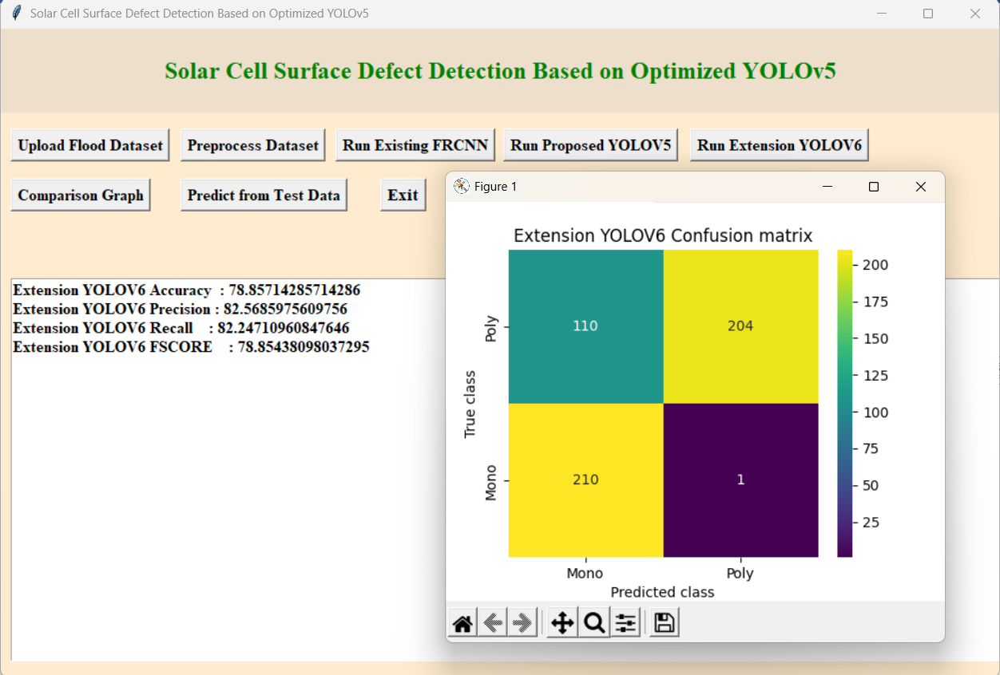 Solar Cell Surface Defect Detection Based on Optimized YOLOv5
Solar Cell Surface Defect Detection Based on Optimized YOLOv5
Upload Flood Dataset Preprocess Dataset Run Existing FRCNN Run Proposed YOLOV5 Run Extension YOLOV6
Comparison Graph Predict from Test Data Exit
Extension YOLOV6 Accuracy : 78.85714285714286
Extension YOLOV6 Precision : 82.5685975609756
Extension YOLOV6 Recall : 82.24710960847646
Extension YOLOV6 FSCORE : 78.85438098037295
Figure 1
Extension YOLOV6 Confusion matrix
True class
Poly
Mono
110 204
210 1
Mono Poly
Predicted class
200
175
150
125
100
75
50
25